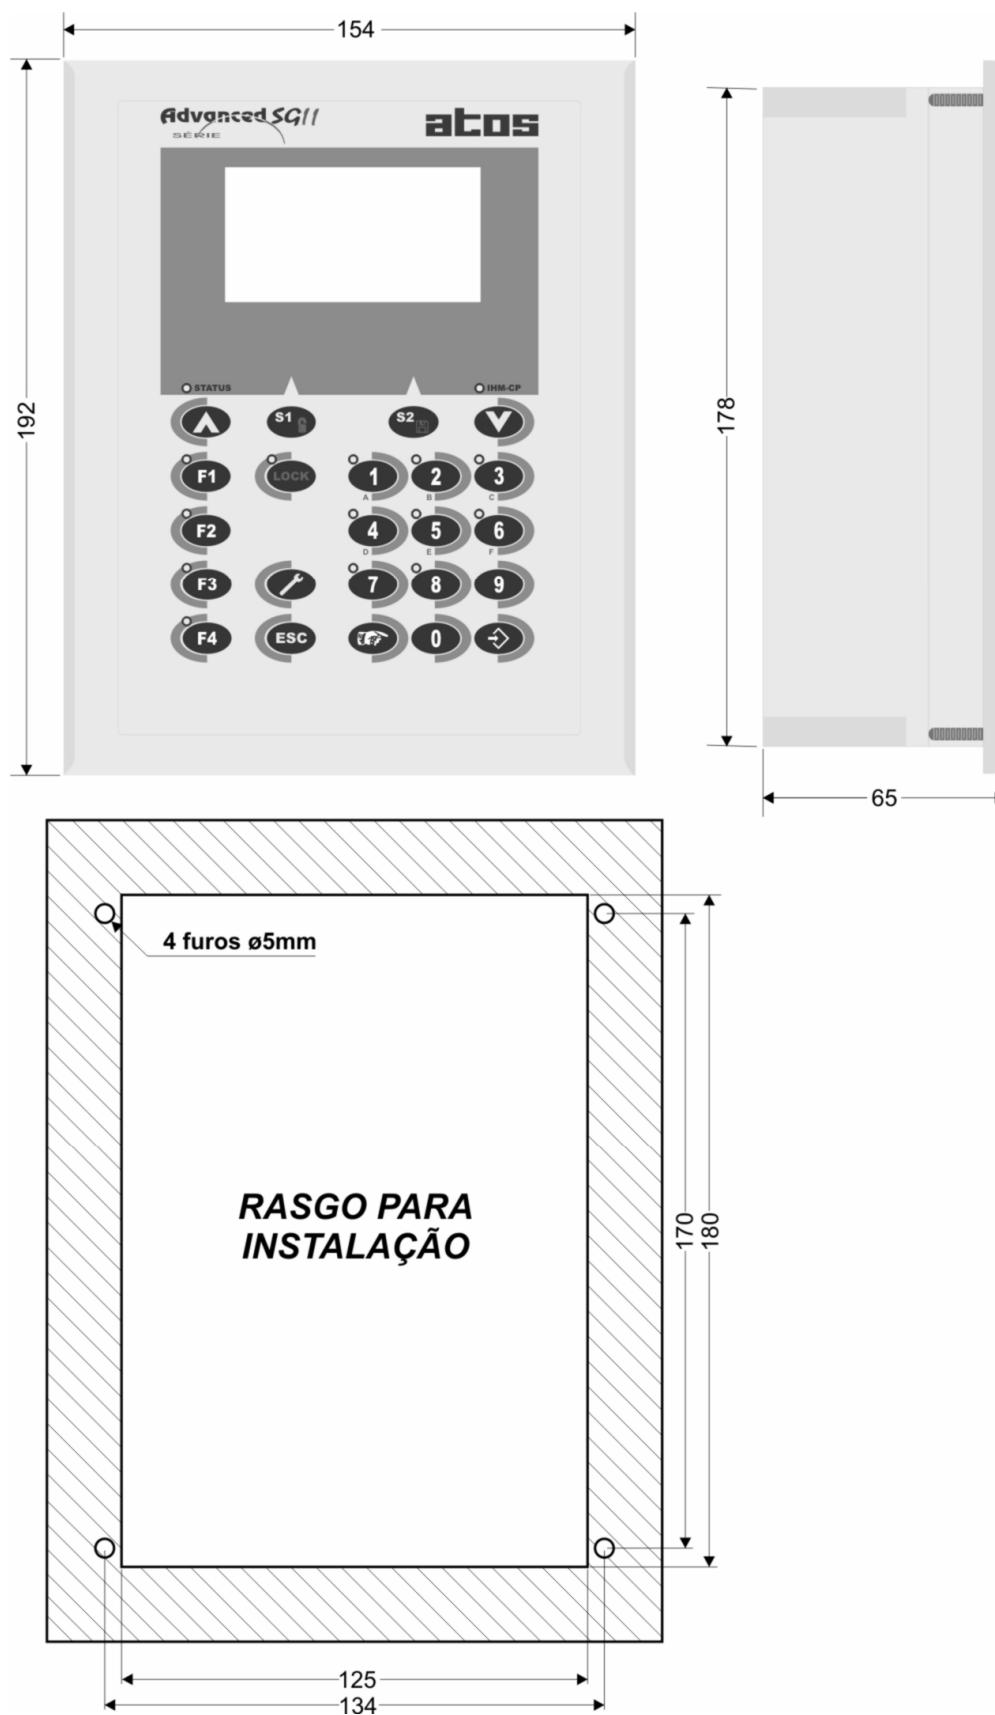 154
Advanced SG11
SÉRIE
atos
STATUS
IHM-CP
S1
S2
F1
LOCK
1
2
3
A
B
C
F2
4
5
6
D
E
F
F3
7
8
9
F4
ESC
0
192
178
65
4 furos ø5mm
RASGO PARA
INSTALAÇÃO
170
180
125
134